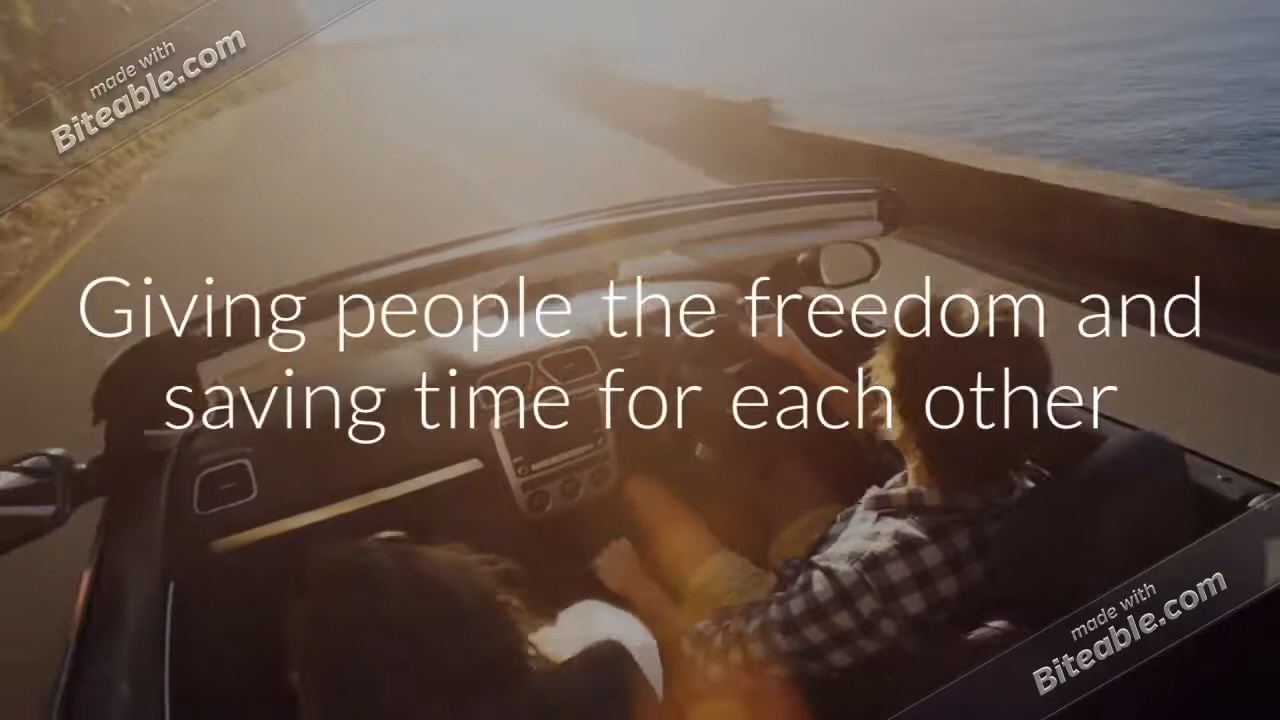 made with
Biteable.com
Giving people the freedom and
saving time for each other
made with
Biteable.com